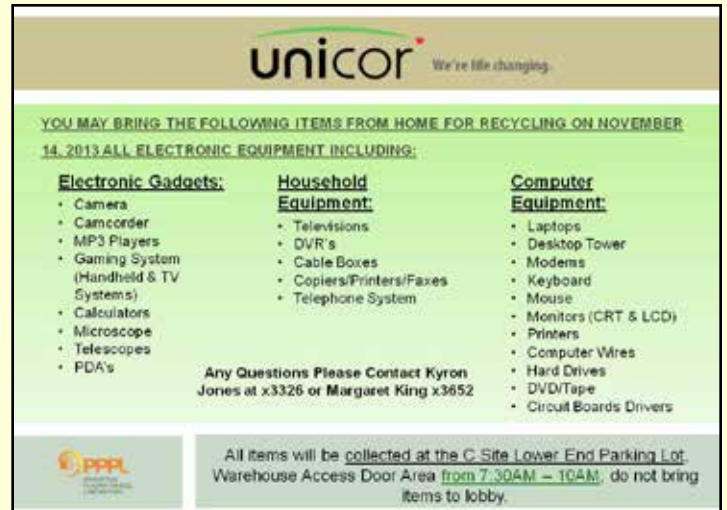 unicor
We're life changing.
YOU MAY BRING THE FOLLOWING ITEMS FROM HOME FOR RECYCLING ON NOVEMBER
14, 2013 ALL ELECTRONIC EQUIPMENT INCLUDING:
Electronic Gadgets:
• Camera
• Camcorder
• MP3 Players
• Gaming System
(Handheld & TV
Systems)
• Calculators
• Microscope
• Telescopes
• PDA's
Household
Equipment:
• Televisions
• DVR's
• Cable Boxes
• Copiers/Printers/Faxes
• Telephone System
Computer
Equipment:
• Laptops
• Desktop Tower
• Modems
• Keyboard
• Mouse
• Monitors (CRT & LCD)
• Printers
• Computer Wires
• Hard Drives
• DVD/Tape
• Circuit Boards Drivers
Any Questions Please Contact Kyron
Jones at x3326 or Margaret King x3652
PPPL
All items will be collected at the C Site Lower End Parking Lot,
Warehouse Access Door Area from 7:30AM – 10AM, do not bring
items to lobby.